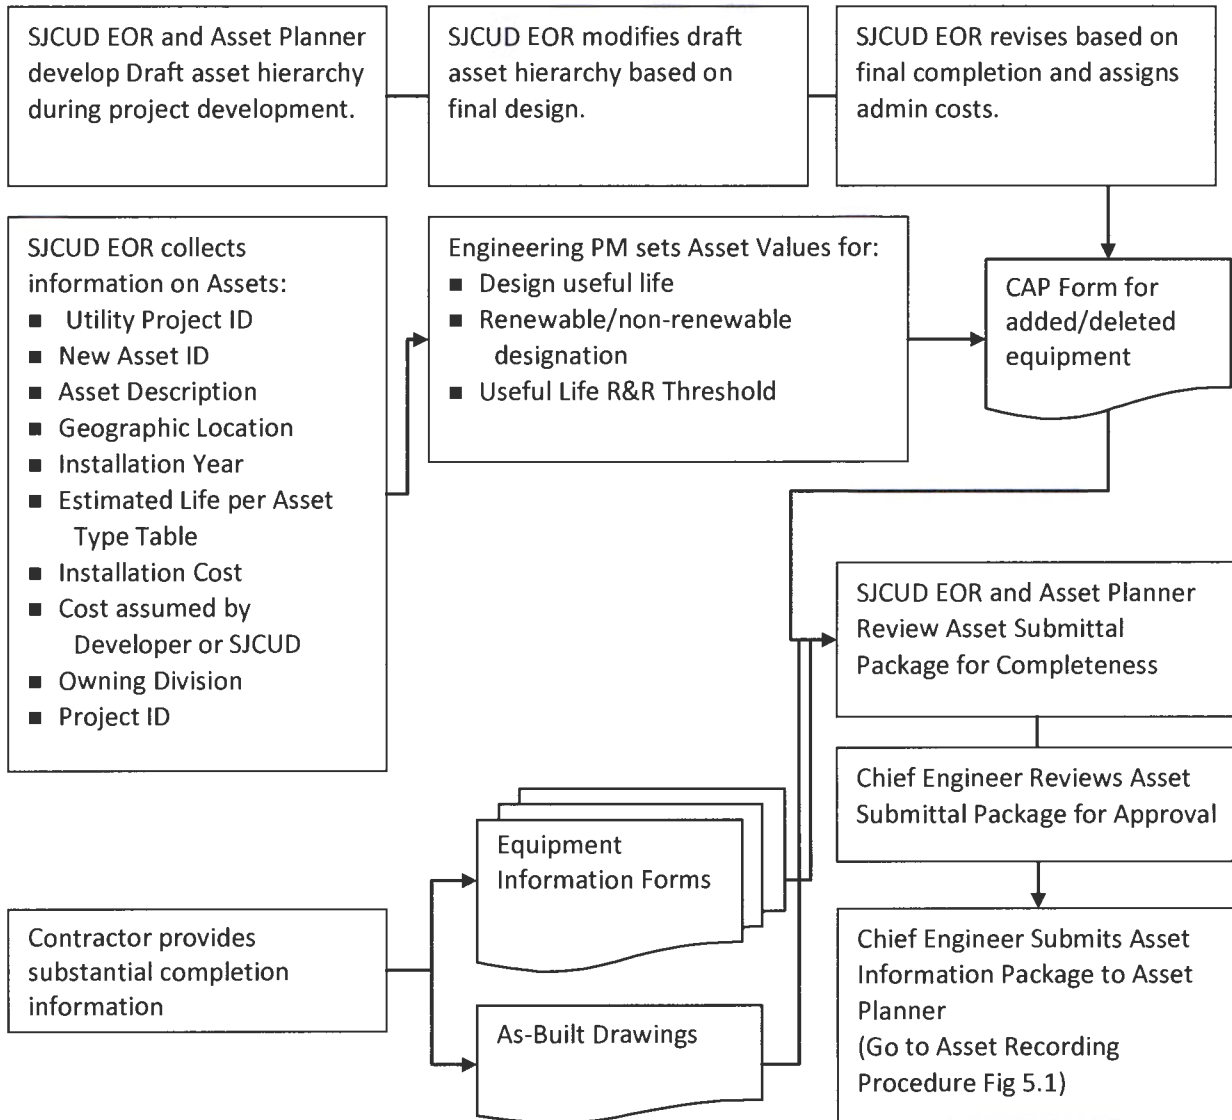 SJCUD EOR and Asset Planner
develop Draft asset hierarchy
during project development.
SJCUD EOR modifies draft
asset hierarchy based on
final design.
SJCUD EOR revises based on
final completion and assigns
admin costs.
SJCUD EOR collects
information on Assets:
■ Utility Project ID
■ New Asset ID
■ Asset Description
■ Geographic Location
■ Installation Year
■ Estimated Life per Asset
Type Table
■ Installation Cost
■ Cost assumed by
Developer or SJCUD
■ Owning Division
■ Project ID
Engineering PM sets Asset Values for:
■ Design useful life
■ Renewable/non-renewable
designation
■ Useful Life R&R Threshold
CAP Form for
added/deleted
equipment
SJCUD EOR and Asset Planner
Review Asset Submittal
Package for Completeness
Chief Engineer Reviews Asset
Submittal Package for Approval
Equipment
Information Forms
Contractor provides
substantial completion
information
As-Built Drawings
Chief Engineer Submits Asset
Information Package to Asset
Planner
(Go to Asset Recording
Procedure Fig 5.1)